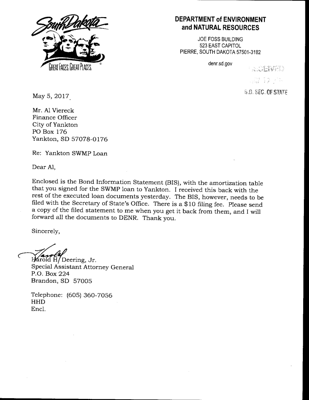 South Dakota
GREAT FACES. GREAT PLACES.
DEPARTMENT of ENVIRONMENT
and NATURAL RESOURCES
JOE FOSS BUILDING
523 EAST CAPITOL
PIERRE, SOUTH DAKOTA 57501-3182
denr.sd.gov
S.D. SEC. OF STATE
May 5, 2017
Mr. Al Viereck
Finance Officer
City of Yankton
PO Box 176
Yankton, SD 57078-0176
Re: Yankton SWMP Loan
Dear Al,
Enclosed is the Bond Information Statement (BIS), with the amortization table
that you signed for the SWMP loan to Yankton. I received this back with the
rest of the executed loan documents yesterday. The BIS, however, needs to be
filed with the Secretary of State's Office. There is a $10 filing fee. Please send
a copy of the filed statement to me when you get it back from them, and I will
forward all the documents to DENR. Thank you.
Sincerely,
Harold
Harold H. Deering, Jr.
Special Assistant Attorney General
P.O. Box 224
Brandon, SD 57005
Telephone: (605) 360-7056
HHD
Encl.